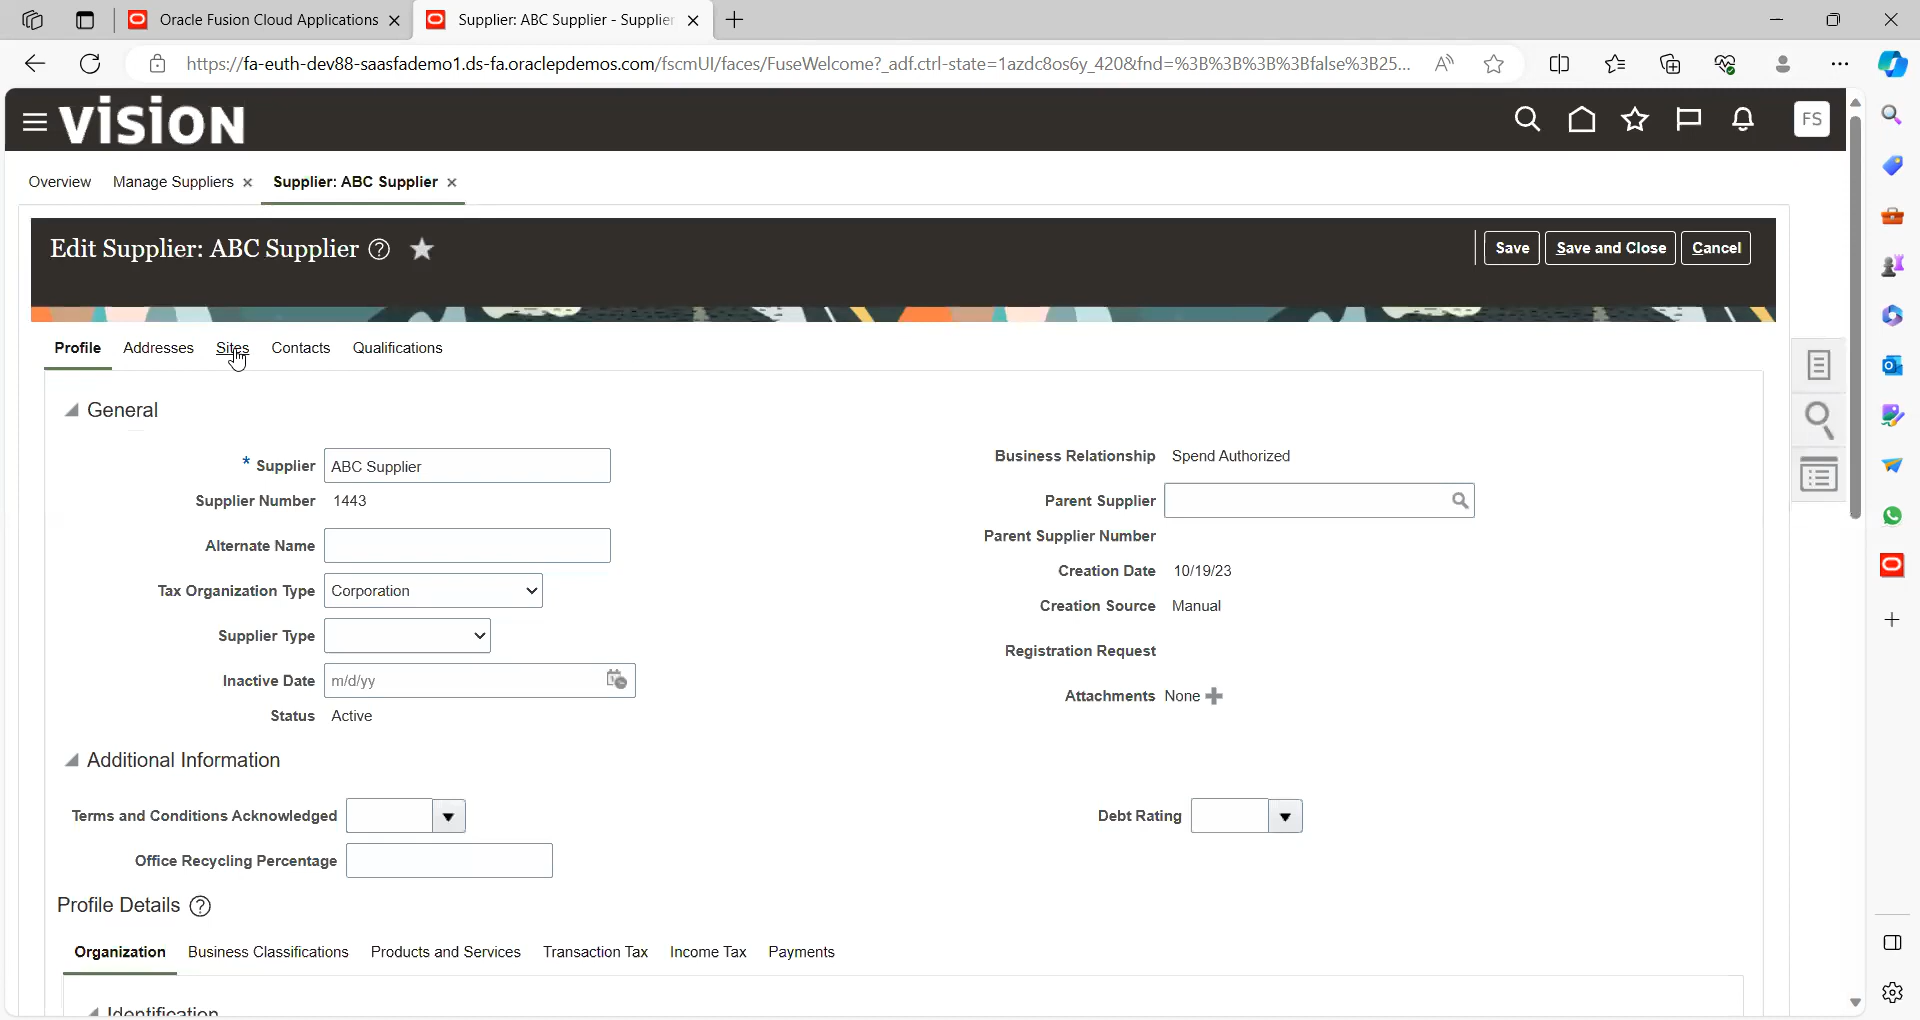 Oracle Fusion Cloud Applications
Supplier: ABC Supplier - Supplier
https://fa-euth-dev88-saasfademo1.ds-fa.oraclepdemos.com/fscmUI/faces/FuseWelcome?_adf.ctrl-state=1azdc8os6y_420&fnd=%3B%3B%3B%3Bfalse%3B25...
VISION
FS
Overview Manage Suppliers Supplier: ABC Supplier
Edit Supplier: ABC Supplier
Save Save and Close Cancel
Profile Addresses Sites Contacts Qualifications
General
* Supplier ABC Supplier
Business Relationship Spend Authorized
Supplier Number 1443
Parent Supplier
Parent Supplier Number
Alternate Name
Creation Date 10/19/23
Tax Organization Type Corporation
Creation Source Manual
Supplier Type
Registration Request
Inactive Date m/d/yy
Attachments None
Status Active
Additional Information
Terms and Conditions Acknowledged
Debt Rating
Office Recycling Percentage
Profile Details
Organization Business Classifications Products and Services Transaction Tax Income Tax Payments
Identification